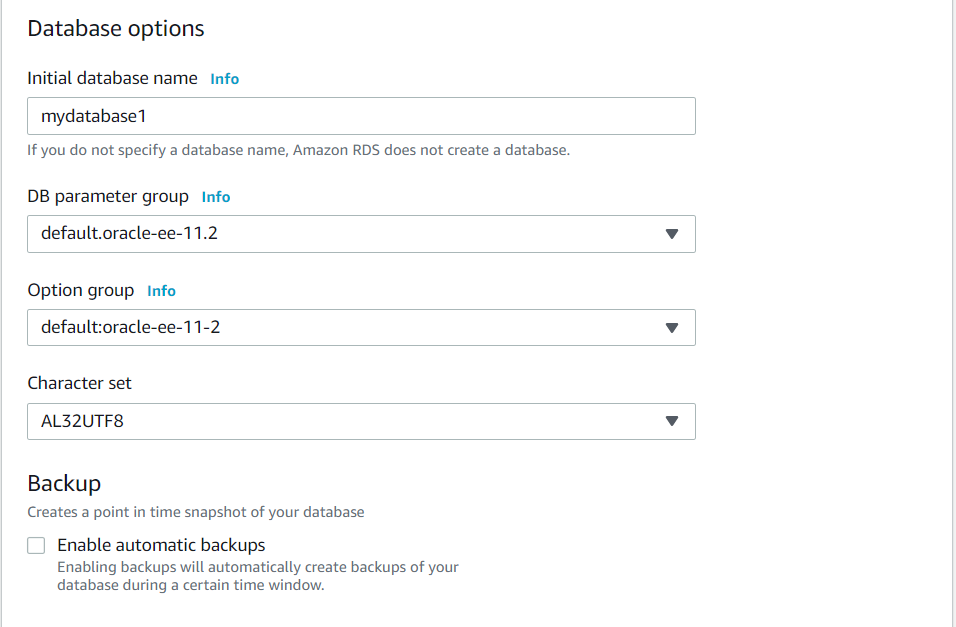 Database options
Initial database name Info
mydatabase1
If you do not specify a database name, Amazon RDS does not create a database.
DB parameter group Info
default.oracle-ee-11.2
Option group Info
default:oracle-ee-11-2
Character set
AL32UTF8
Backup
Creates a point in time snapshot of your database
Enable automatic backups
Enabling backups will automatically create backups of your
database during a certain time window.